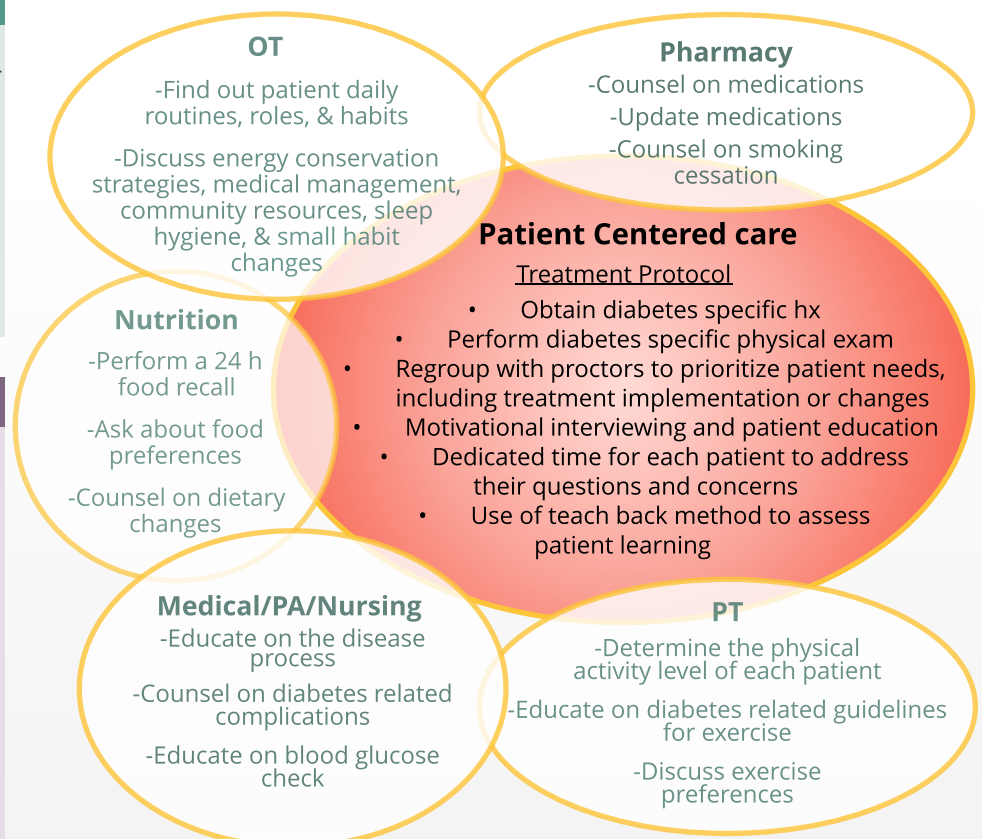 OT
-Find out patient daily
routines, roles, & habits
-Discuss energy conservation
strategies, medical management,
community resources, sleep
hygiene, & small habit
changes
Pharmacy
-Counsel on medications
-Update medications
-Counsel on smoking
cessation
Patient Centered care
Treatment Protocol
• Obtain diabetes specific hx
• Perform diabetes specific physical exam
• Regroup with proctors to prioritize patient needs,
including treatment implementation or changes
• Motivational interviewing and patient education
• Dedicated time for each patient to address
their questions and concerns
• Use of teach back method to assess
patient learning
Nutrition
-Perform a 24 h
food recall
-Ask about food
preferences
-Counsel on dietary
changes
Medical/PA/Nursing
-Educate on the disease
process
-Counsel on diabetes related
complications
-Educate on blood glucose
check
PT
-Determine the physical
activity level of each patient
-Educate on diabetes related guidelines
for exercise
-Discuss exercise
preferences